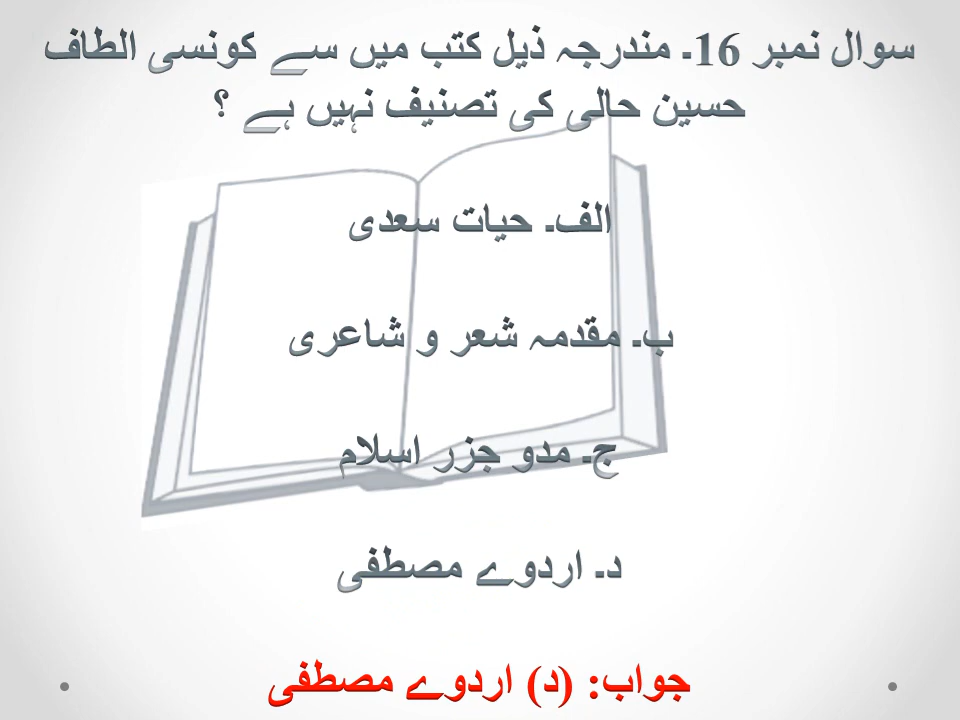 سوال نمبر 16۔ مندرجہ ذیل کتب میں سے کونسی الطاف
حسین حالی کی تصنیف نہیں ہے ؟
الف۔ حیات سعدی
ب۔ مقدمہ شعر و شاعری
ج۔ مدو جزر اسلام
د۔ اردوے مصطفی
جواب: (د) اردوے مصطفی